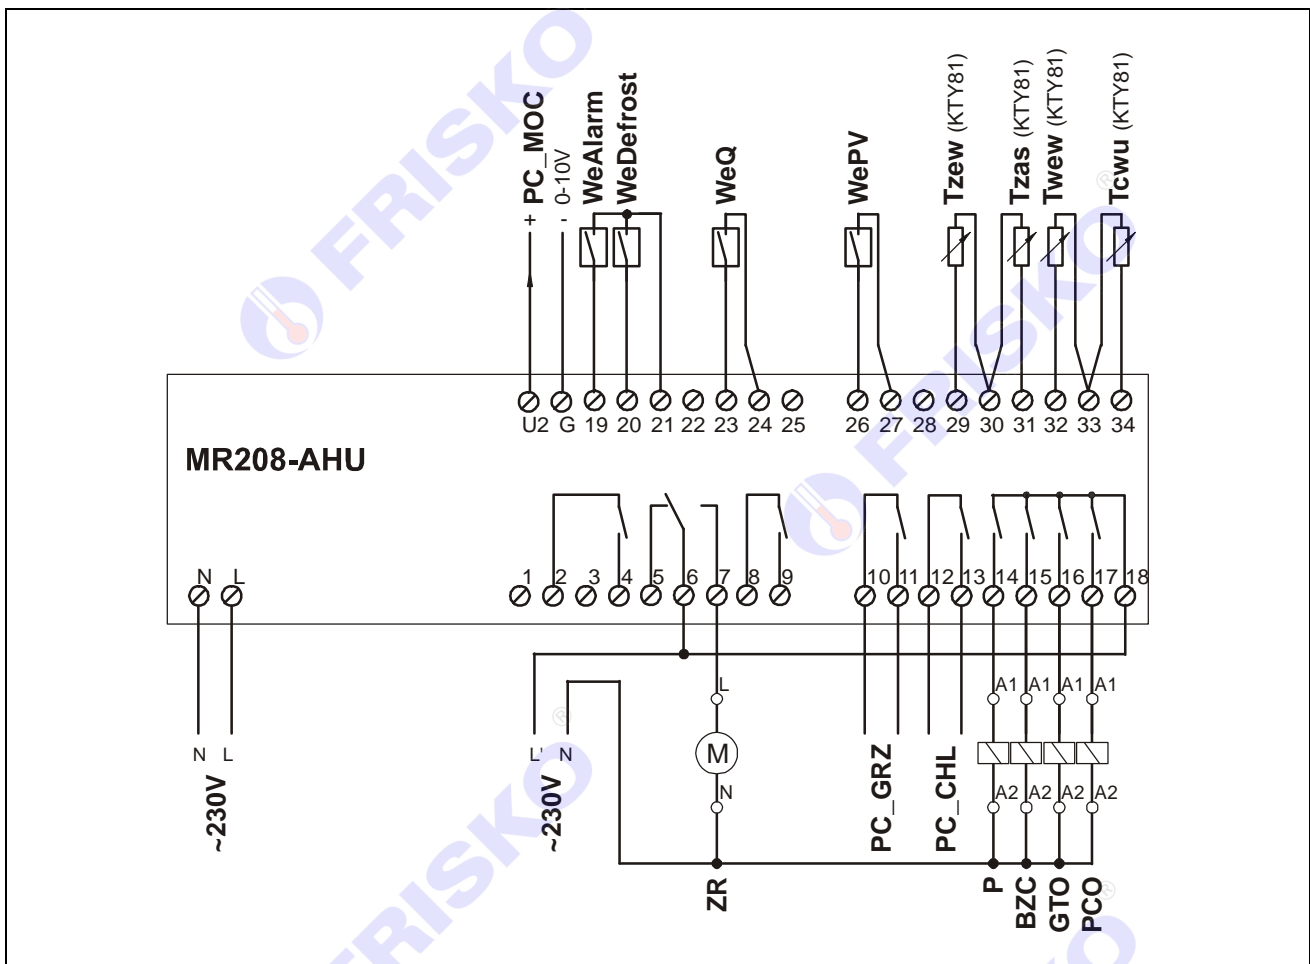 FRISKO
®
+ PC_MOC
- 0-10V
WeAlarm
WeDefrost
WeQ
WePV
Tzew (KTY81)
Tzas (KTY81)
Twew (KTY81)
Tcwu (KTY81)
U2 G 19 20 21 22 23 24 25 26 27 28 29 30 31 32 33 34
MR208-AHU
FRISKO
®
N L 1 2 3 4 5 6 7 8 9 10 11 12 13 14 15 16 17 18
L A1 A1 A1 A1
M
N A2 A2 A2 A2
N L
~230V
L' N
~230V
PC_GRZ
PC_CHL
ZR
P
BZC
GTO
PCO
FRISKO
®
®